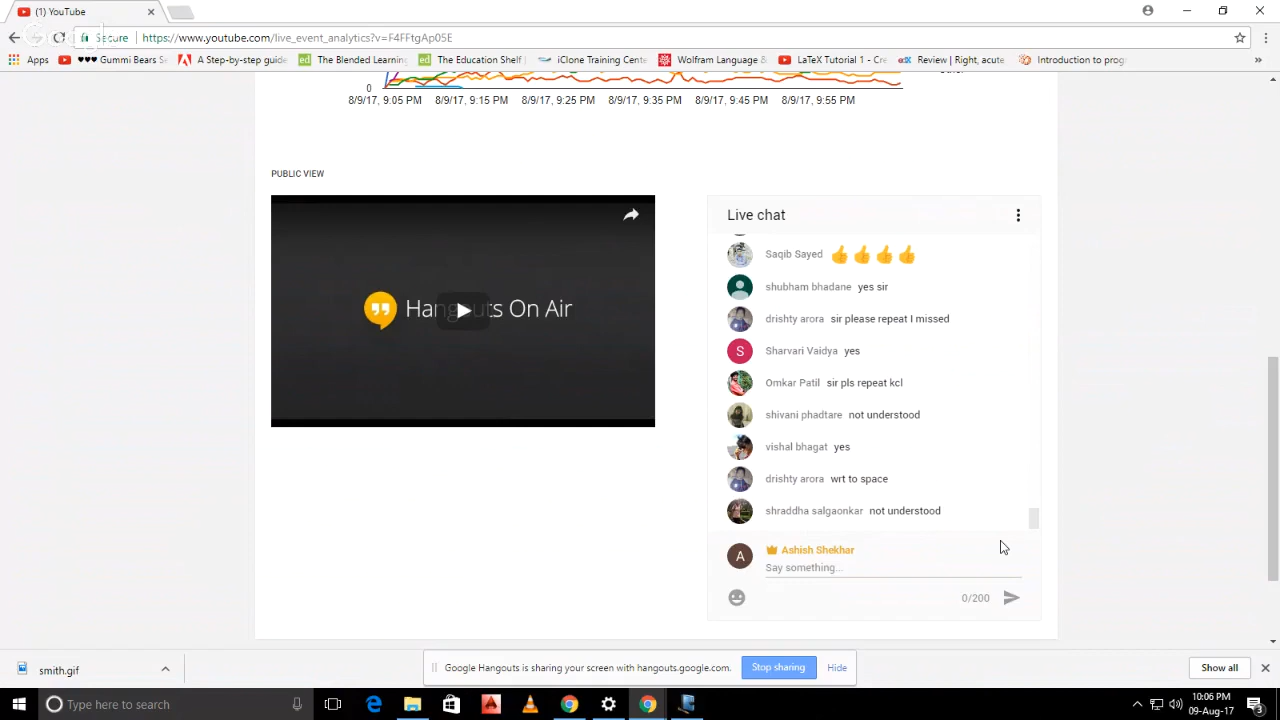 (1) YouTube
Secure
https://www.youtube.com/live_event_analytics?v=F4FFtgAp05E
Apps
♥♥♥ Gummi Bears S
A Step-by-step guide
The Blended Learning
The Education Shelf
iClone Training Cente
Wolfram Language &
LaTeX Tutorial 1 - Cre
Review | Right, acute
Introduction to prog
»
0
8/9/17, 9:05 PM 8/9/17, 9:15 PM 8/9/17, 9:25 PM 8/9/17, 9:35 PM 8/9/17, 9:45 PM 8/9/17, 9:55 PM
PUBLIC VIEW
Hangouts On Air
Live chat
Saqib Sayed 👍👍👍👍
shubham bhadane yes sir
drishty arora sir please repeat I missed
S Sharvari Vaidya yes
Omkar Patil sir pls repeat kcl
shivani phadtare not understood
vishal bhagat yes
drishty arora wrt to space
shraddha salgaonkar not understood
A Ashish Shekhar
Say something...
0/200
smith.gif
Google Hangouts is sharing your screen with hangouts.google.com.
Stop sharing
Hide
Show all
Type here to search
10:06 PM
09-Aug-17
3